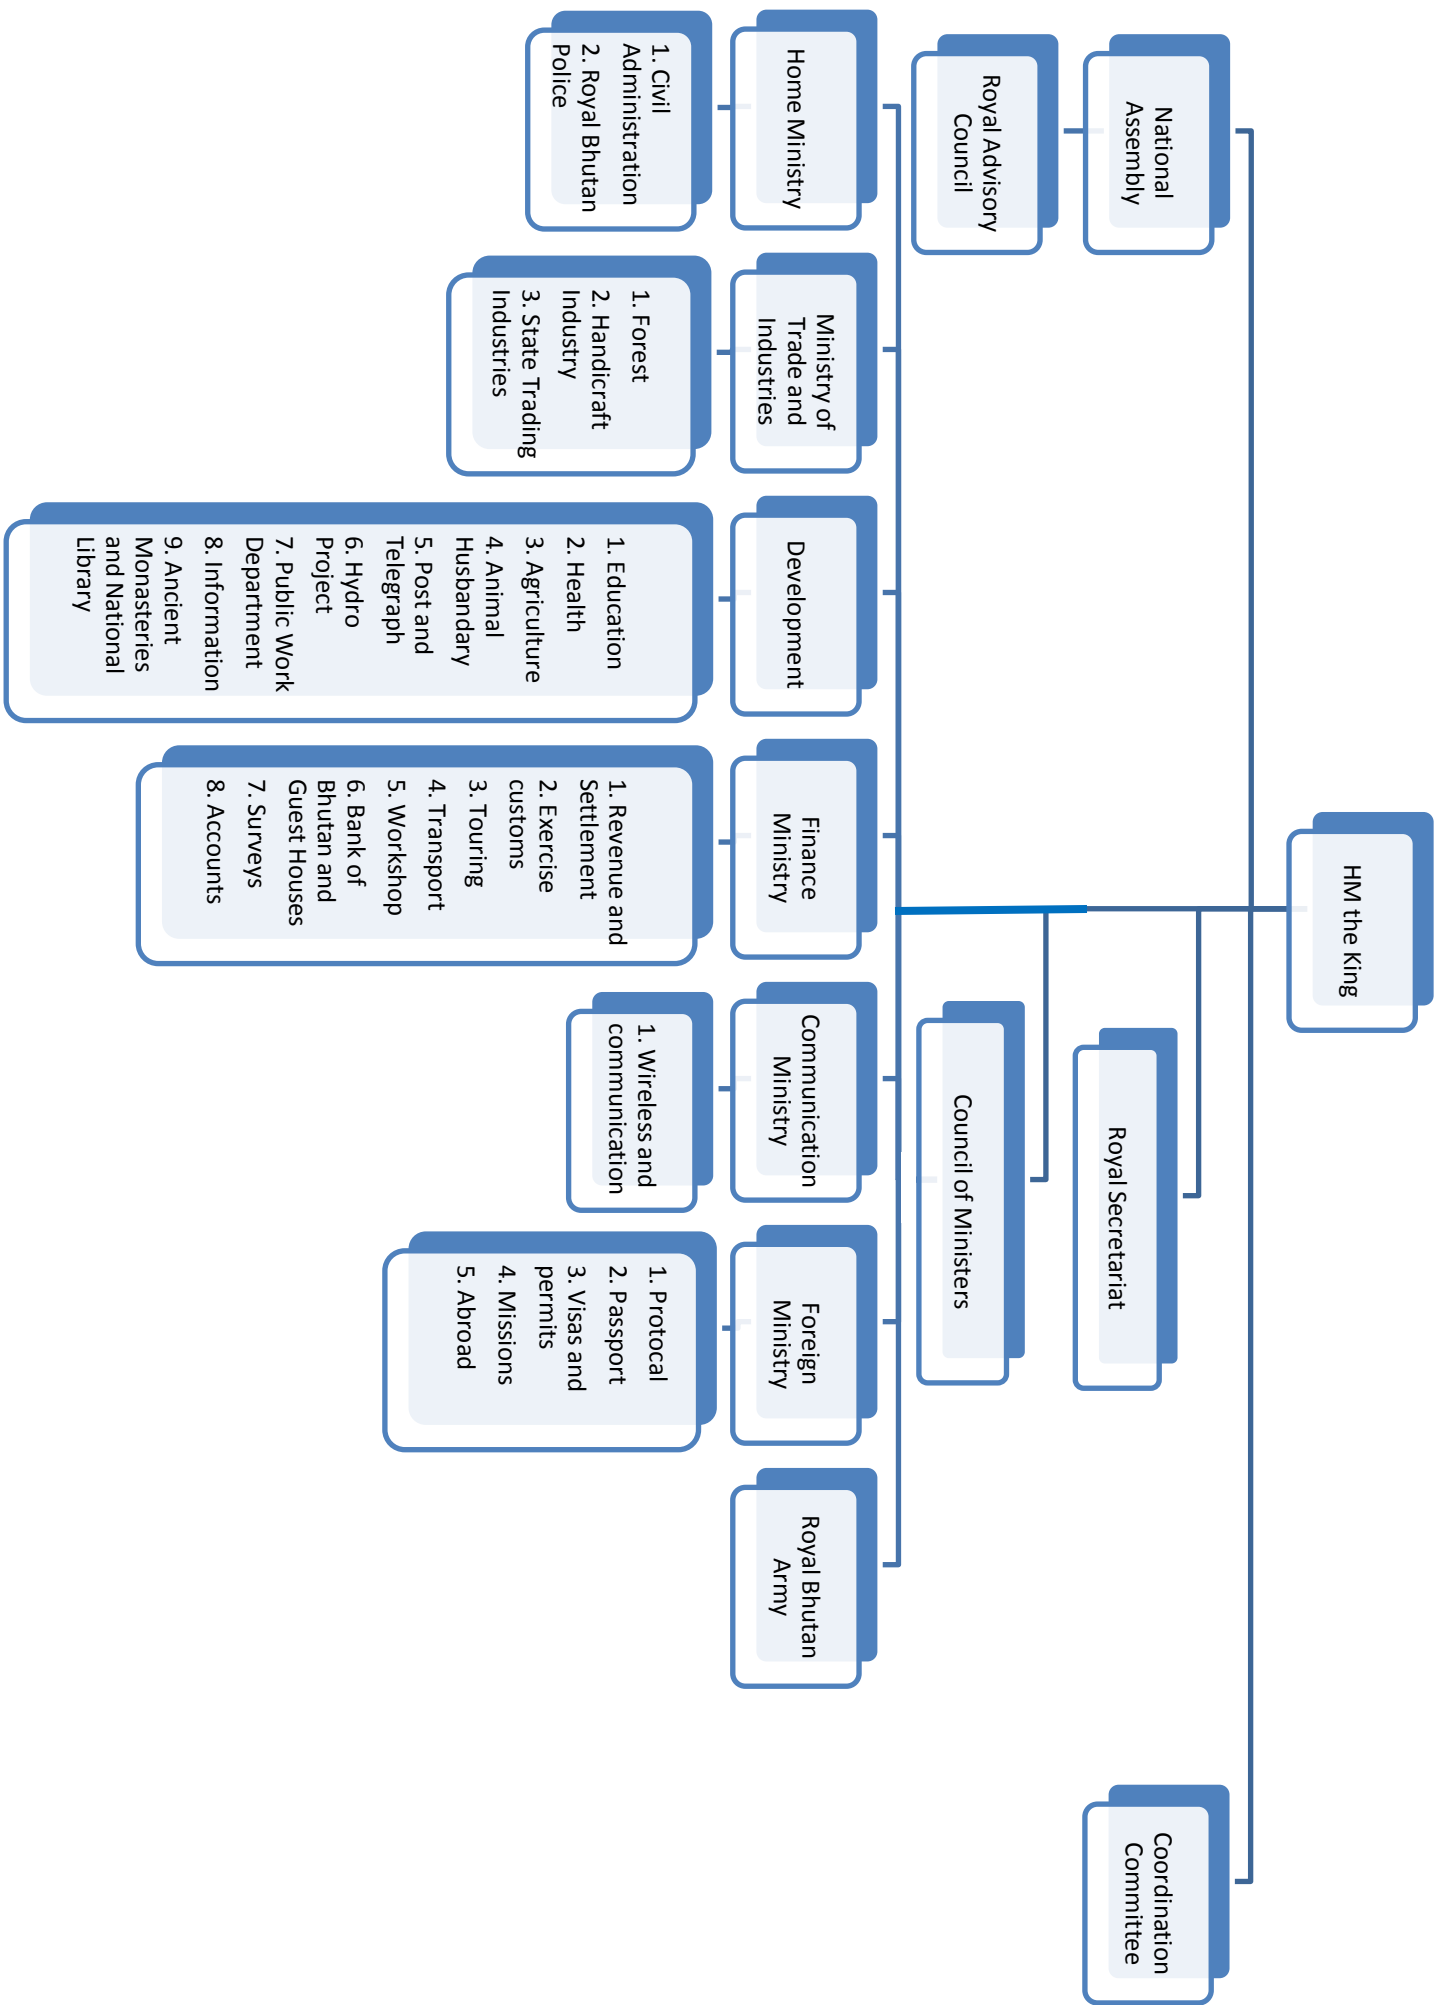 HM the King
National
Assembly
Coordination
Committee
Royal Secretariat
Royal Advisory
Council
Council of Ministers
Home Ministry
Ministry of
Trade and
Industries
Development
Finance
Ministry
Communication
Ministry
Foreign
Ministry
Royal Bhutan
Army
1. Civil
Administration
2. Royal Bhutan
Police
1. Forest
2. Handicraft
Industry
3. State Trading
Industries
1. Education
2. Health
3. Agriculture
4. Animal
Husbandary
5. Post and
Telegraph
6. Hydro
Project
7. Public Work
Department
8. Information
9. Ancient
Monasteries
and National
Library
1. Revenue and
Settlement
2. Exercise
customs
3. Touring
4. Transport
5. Workshop
6. Bank of
Bhutan and
Guest Houses
7. Surveys
8. Accounts
1. Wireless and
communication
1. Protocal
2. Passport
3. Visas and
permits
4. Missions
5. Abroad